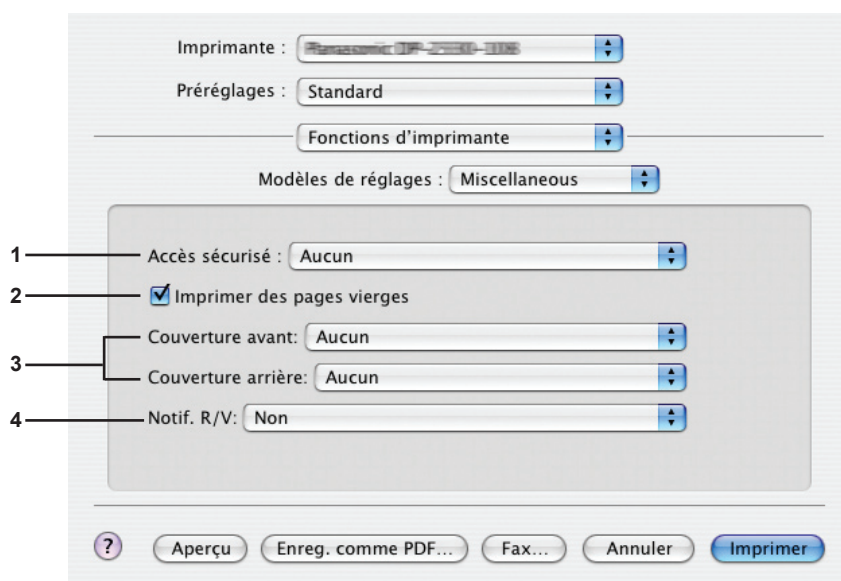 Imprimante :
Préréglages : Standard
Fonctions d'imprimante
Modèles de réglages : Miscellaneous
1 Accès sécurisé : Aucun
2 Imprimer des pages vierges
3
Couverture avant: Aucun
Couverture arrière: Aucun
4 Notif. R/V: Non
? Aperçu Enreg. comme PDF... Fax... Annuler Imprimer